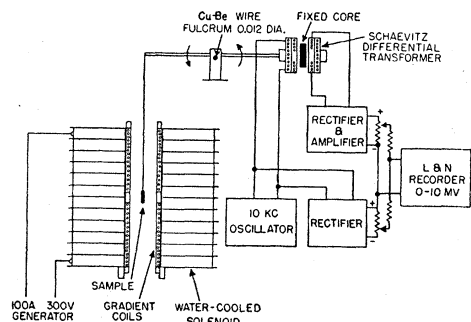 Cu-Be WIRE
FULCRUM 0.012 DIA.
FIXED CORE
SCHAEVITZ
DIFFERENTIAL
TRANSFORMER
RECTIFIER
&
AMPLIFIER
+
-
L & N
RECORDER
0-10 MV
10 KC
OSCILLATOR
RECTIFIER
+
-
SAMPLE
100A 300V
GENERATOR
GRADIENT
COILS
WATER-COOLED
SOLENOID